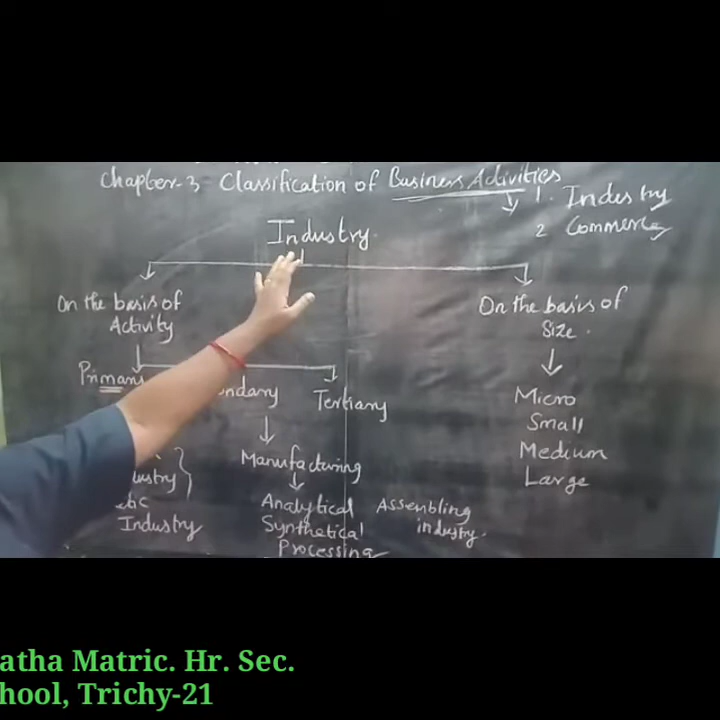 Chapter-3 Classification of Business Activities
1. Industry
2 Commerce
Industry.
On the basis of
Activity
On the basis of
Size.
Primary
ondary
Tertiary
Micro
Small
Medium
Large
Manufacturing
ustry
Industry
Analytical
Synthetical
Processing
Assembling
industry.
atha Matric. Hr. Sec.
hool, Trichy-21